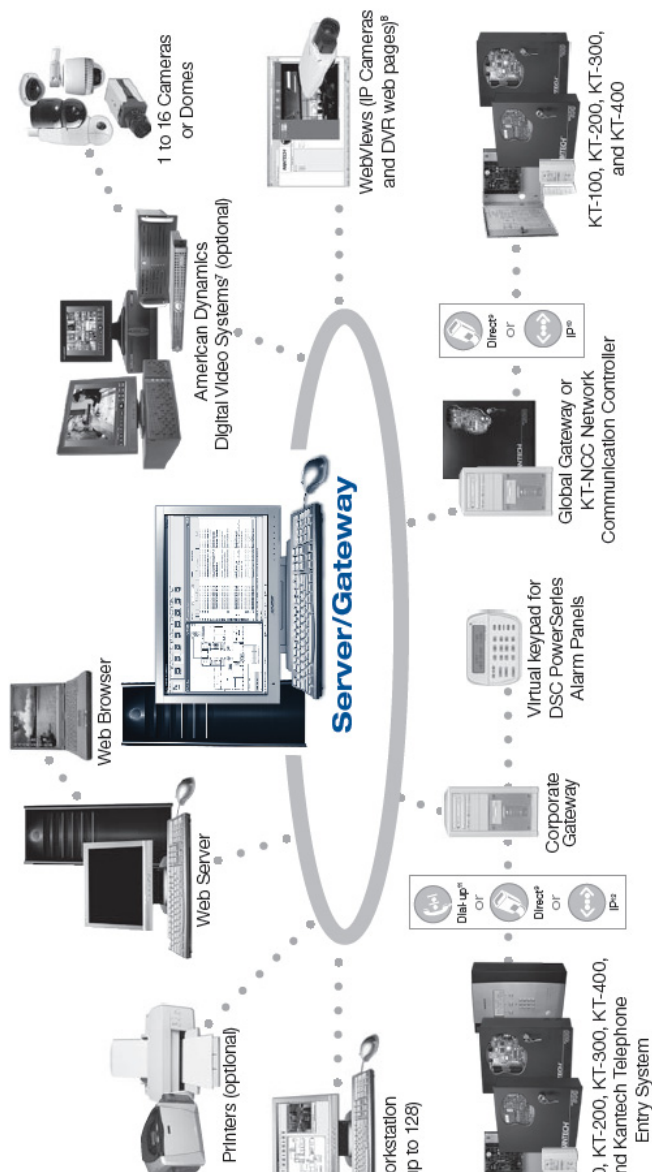 Printers (optional)
Web Server
Web Browser
American Dynamics
Digital Video Systems⁷ (optional)
1 to 16 Cameras
or Domes
up to 128)
Server/Gateway
WebViews (IP Cameras
and DVR web pages)⁸
KT-200, KT-300, KT-400,
Kantech Telephone
Entry System
Dial-up¹¹
or
Direct⁹
or
IP¹²
Corporate
Gateway
Virtual keypad for
DSC PowerSeries
Alarm Panels
Global Gateway or
KT-NCC Network
Communication Controller
Direct⁹
or
IP¹⁰
KT-100, KT-200, KT-300,
and KT-400